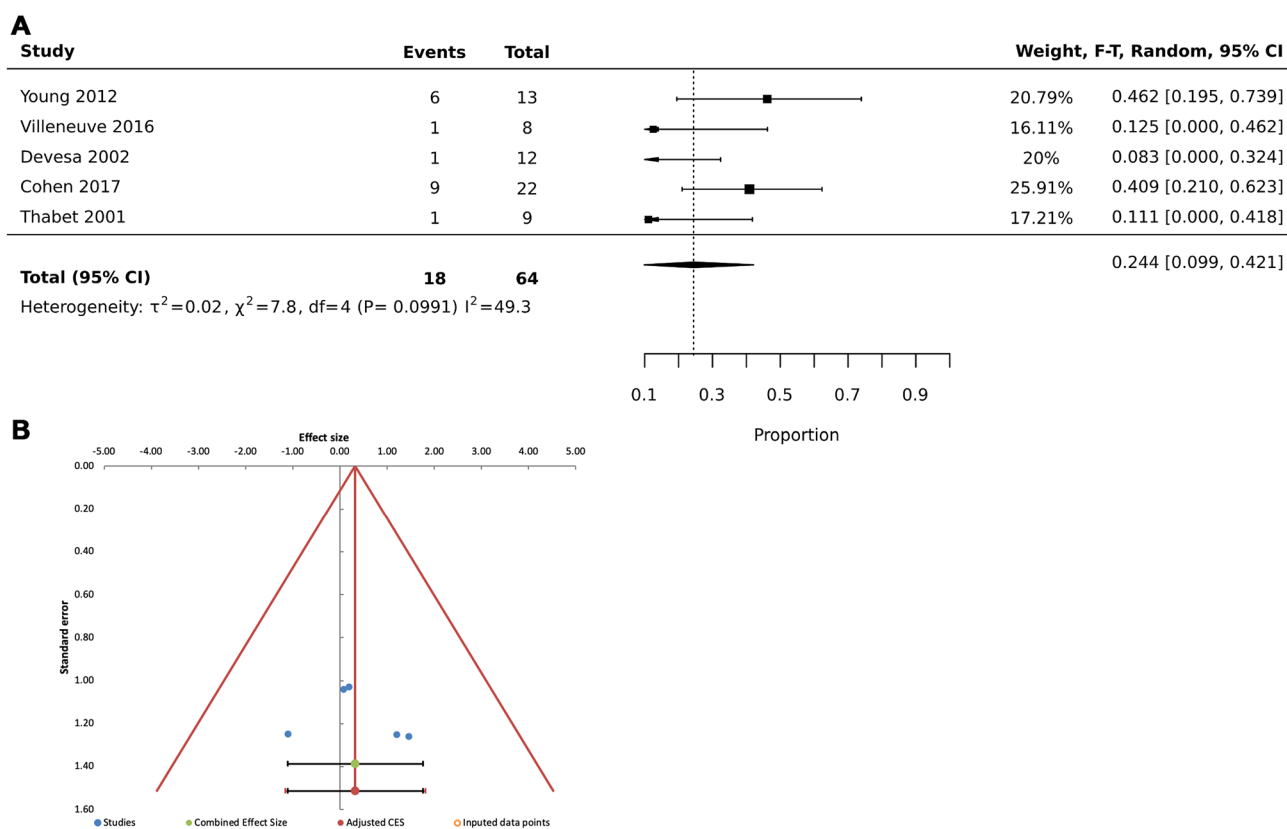 A
Study Events Total Weight, F-T, Random, 95% CI
Young 2012 6 13 20.79% 0.462 [0.195, 0.739]
Villeneuve 2016 1 8 16.11% 0.125 [0.000, 0.462]
Devesa 2002 1 12 20% 0.083 [0.000, 0.324]
Cohen 2017 9 22 25.91% 0.409 [0.210, 0.623]
Thabet 2001 1 9 17.21% 0.111 [0.000, 0.418]
0.244 [0.099, 0.421]
Total (95% CI) 18 64
Heterogeneity: τ²=0.02, χ²=7.8, df=4 (P= 0.0991) I²=49.3
0.1 0.3 0.5 0.7 0.9
Proportion
B
Effect size
-5.00 -4.00 -3.00 -2.00 -1.00 0.00 1.00 2.00 3.00 4.00 5.00
0.00
0.20
0.40
0.60
0.80
1.00
1.20
1.40
1.60
Standard error
Studies Combined Effect Size Adjusted CES Inputed data points